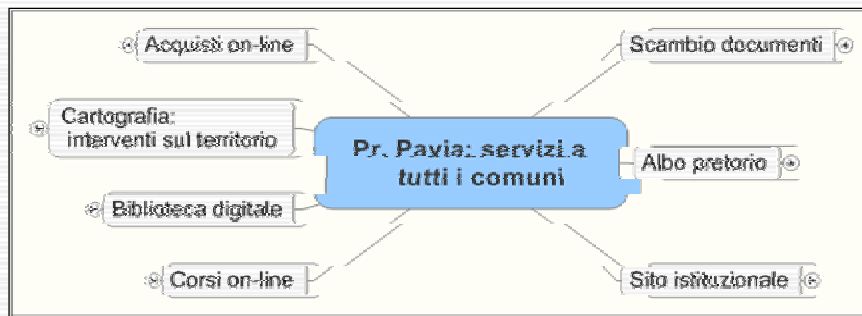 Acquisti on-line
Scambio documenti
Cartografia:
interventi sul territorio
Pr. Pavia: servizi a
tutti i comuni
Albo pretorio
Biblioteca digitale
Corsi on-line
Sito istituzionale